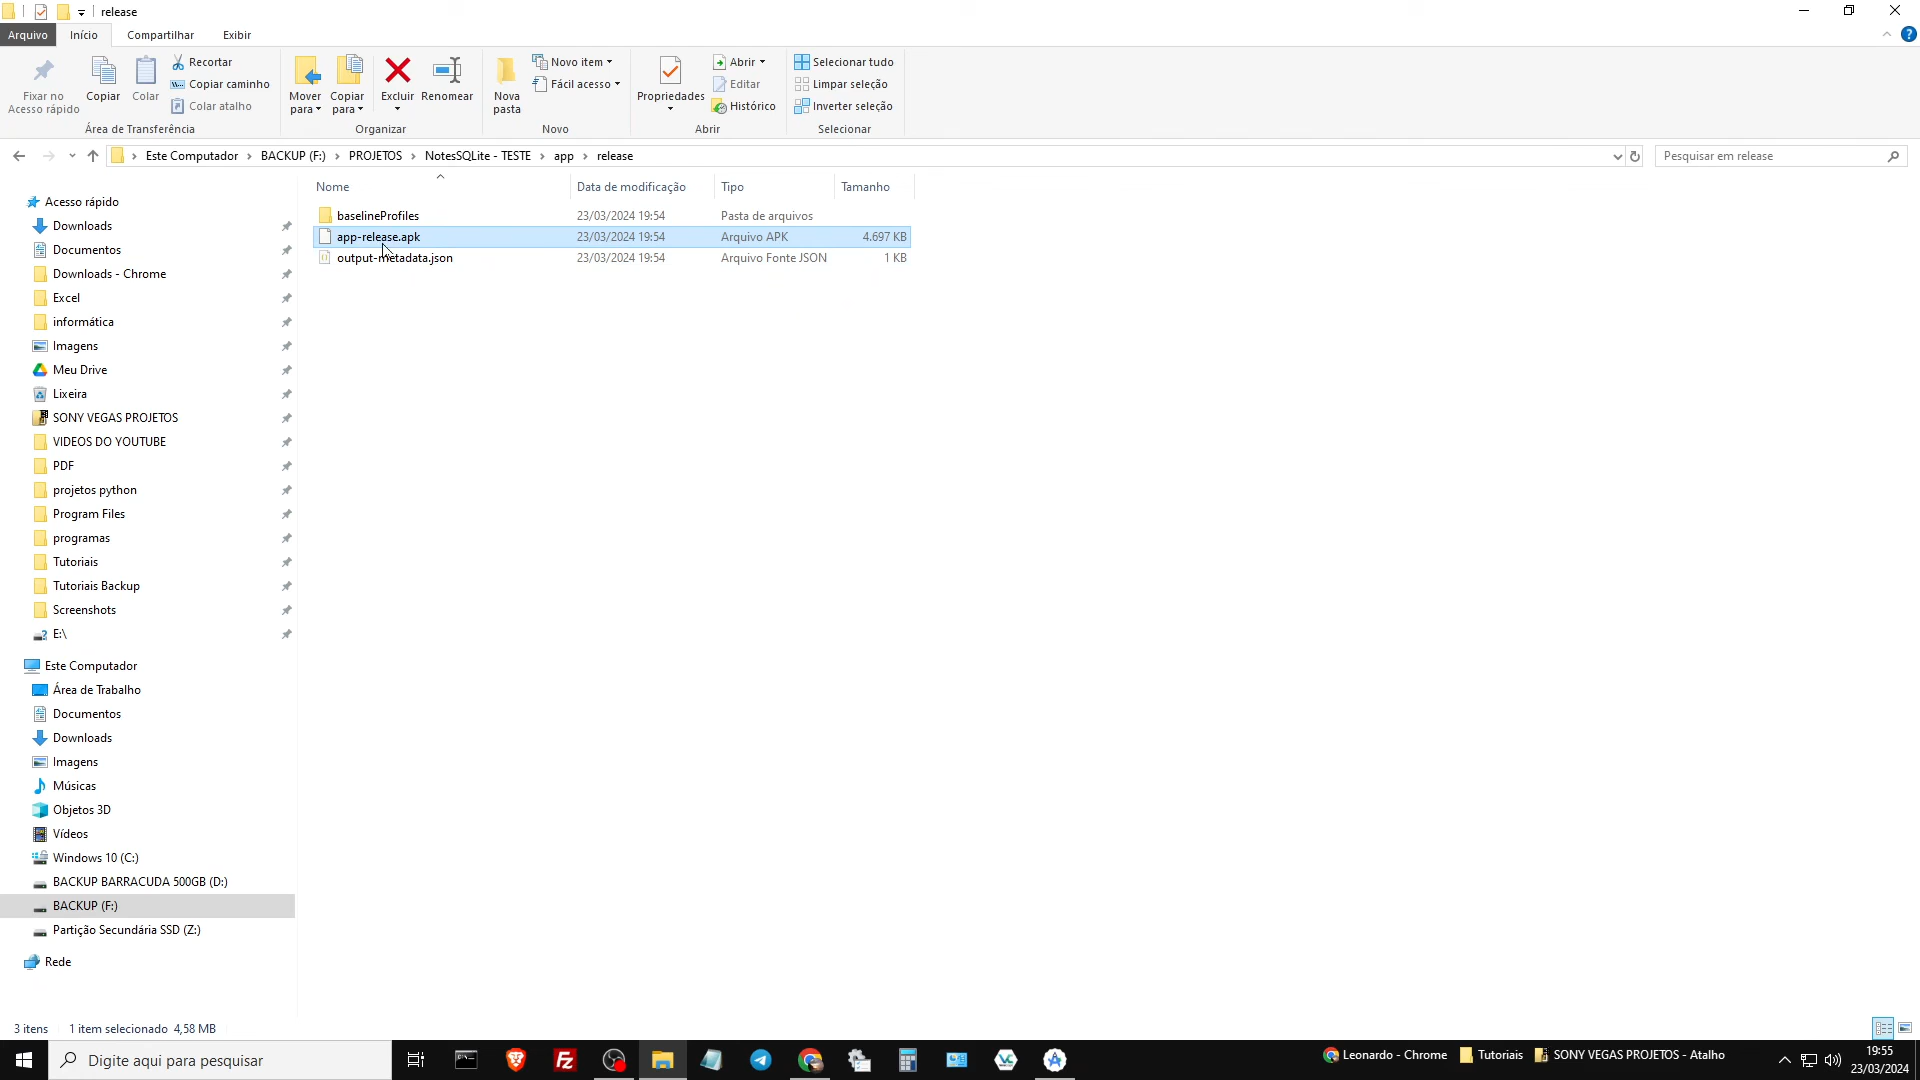 release
Arquivo
Início
Compartilhar
Exibir
Fixar no
Acesso rápido
Copiar
Colar
Recortar
Copiar caminho
Colar atalho
Área de Transferência
Mover
para
Copiar
para
Excluir
Renomear
Organizar
Nova
pasta
Novo item
Fácil acesso
Novo
Propriedades
Abrir
Editar
Histórico
Abrir
Selecionar tudo
Limpar seleção
Inverter seleção
Selecionar
Este Computador > BACKUP (F:) > PROJETOS > NotesSQLite - TESTE > app > release
Pesquisar em release
Nome Data de modificação Tipo Tamanho
baselineProfiles 23/03/2024 19:54 Pasta de arquivos
app-release.apk 23/03/2024 19:54 Arquivo APK 4.697 KB
output-metadata.json 23/03/2024 19:54 Arquivo Fonte JSON 1 KB
Acesso rápido
Downloads
Documentos
Downloads - Chrome
Excel
informática
Imagens
Meu Drive
Lixeira
SONY VEGAS PROJETOS
VIDEOS DO YOUTUBE
PDF
projetos python
Program Files
programas
Tutoriais
Tutoriais Backup
Screenshots
E:\
Este Computador
Área de Trabalho
Documentos
Downloads
Imagens
Músicas
Objetos 3D
Vídeos
Windows 10 (C:)
BACKUP BARRACUDA 500GB (D:)
BACKUP (F:)
Partição Secundária SSD (Z:)
Rede
3 itens 1 item selecionado 4,58 MB
Digite aqui para pesquisar
Leonardo - Chrome
Tutoriais
SONY VEGAS PROJETOS - Atalho
19:55
23/03/2024